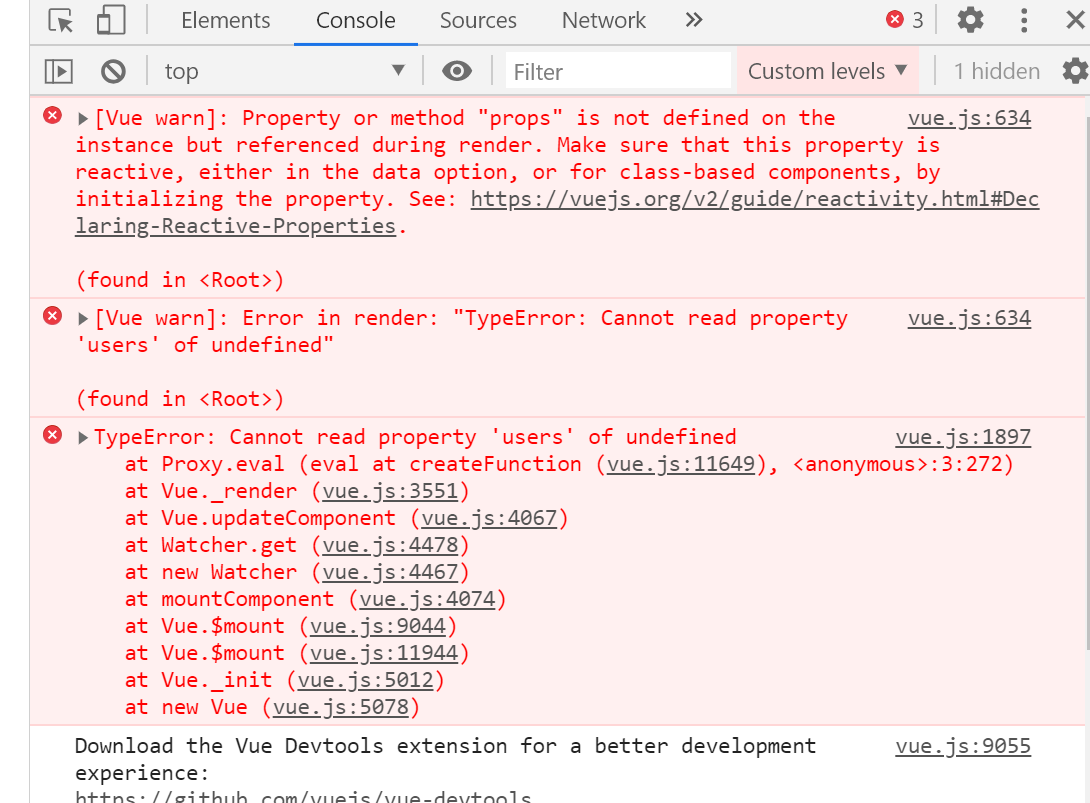 Elements Console Sources Network 3
top Filter Custom levels 1 hidden
[Vue warn]: Property or method "props" is not defined on the vue.js:634
instance but referenced during render. Make sure that this property is
reactive, either in the data option, or for class-based components, by
initializing the property. See: https://vuejs.org/v2/guide/reactivity.html#Dec
laring-Reactive-Properties.
(found in <Root>)
[Vue warn]: Error in render: "TypeError: Cannot read property vue.js:634
'users' of undefined"
(found in <Root>)
TypeError: Cannot read property 'users' of undefined vue.js:1897
at Proxy.eval (eval at createFunction (vue.js:11649), <anonymous>:3:272)
at Vue._render (vue.js:3551)
at Vue.updateComponent (vue.js:4067)
at Watcher.get (vue.js:4478)
at new Watcher (vue.js:4467)
at mountComponent (vue.js:4074)
at Vue.$mount (vue.js:9044)
at Vue.$mount (vue.js:11944)
at Vue._init (vue.js:5012)
at new Vue (vue.js:5078)
Download the Vue Devtools extension for a better development vue.js:9055
experience:
https://github.com/vuejs/vue-devtools